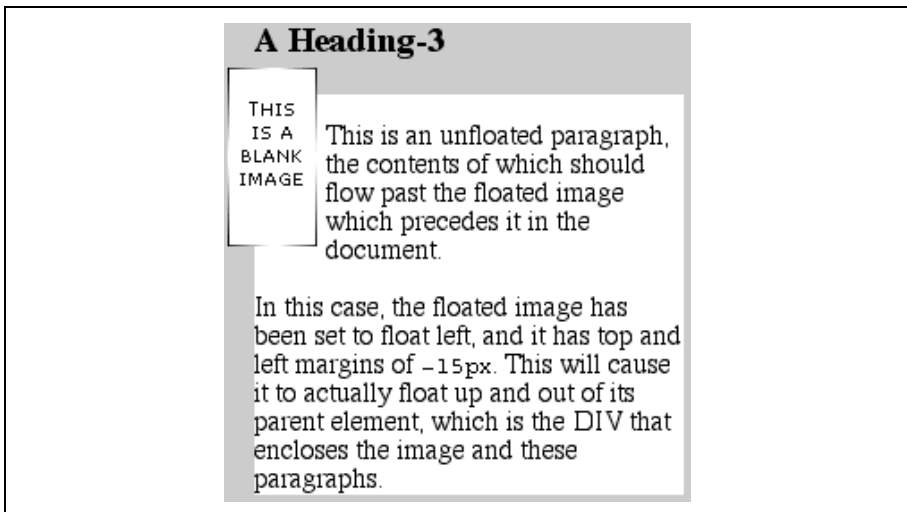 A Heading-3
THIS
IS A
BLANK
IMAGE
This is an unfloated paragraph,
the contents of which should
flow past the floated image
which precedes it in the
document.
In this case, the floated image has
been set to float left, and it has top and
left margins of -15px. This will cause
it to actually float up and out of its
parent element, which is the DIV that
encloses the image and these
paragraphs.